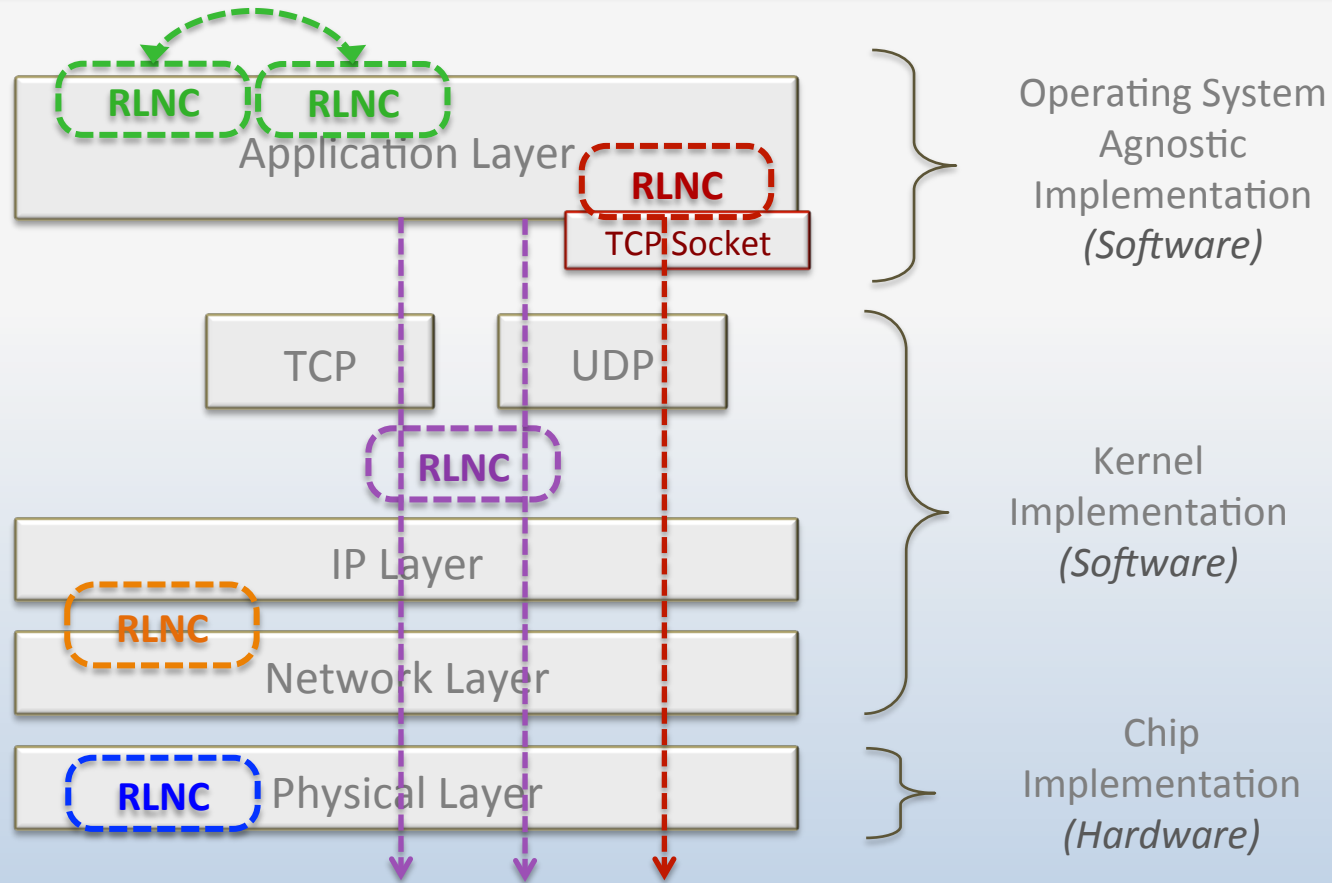 RLNC
RLNC
Application Layer
RLNC
TCP Socket
Operating System
Agnostic
Implementation
(Software)
TCP
UDP
RLNC
Kernel
Implementation
(Software)
IP Layer
RLNC
Network Layer
RLNC
Physical Layer
Chip
Implementation
(Hardware)